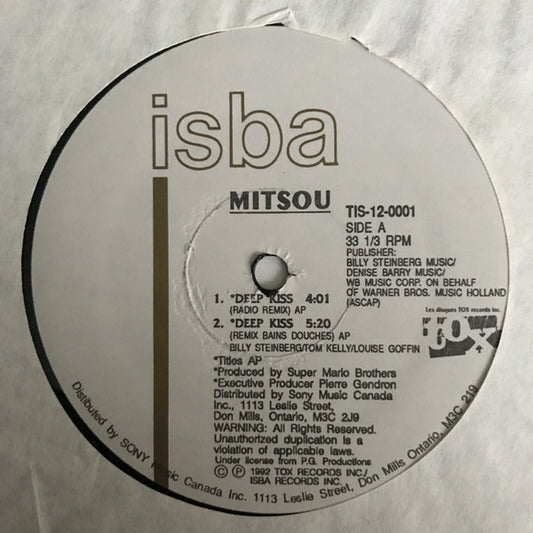 isba
MITSOU
TIS-12-0001
SIDE A
33 1/3 RPM
PUBLISHER:
BILLY STEINBERG MUSIC/
DENISE BARRY MUSIC/
WB MUSIC CORP. ON BEHALF
OF WARNER BROS. MUSIC HOLLAND
(ASCAP)
Les disques TOX records Inc.
tox
1. *DEEP KISS 4:01
(RADIO REMIX) AP
2. *DEEP KISS 5:20
(REMIX BAINS DOUCHES) AP
BILLY STEINBERG/TOM KELLY/LOUISE GOFFIN
*Titles AP
*Produced by Super Mario Brothers
*Executive Producer Pierre Gendron
Distributed by Sony Music Canada
Inc., 1113 Leslie Street,
Don Mills, Ontario, M3C 2J9
WARNING: All Rights Reserved.
Unauthorized duplication is a
violation of applicable laws.
Under license from P.G. Productions
© ℗ 1992 TOX RECORDS INC./
ISBA RECORDS INC.
Disributed by SONY Music Canada Inc. 1113 Leslie Street, Don Mills Ontario, M3C 2J9